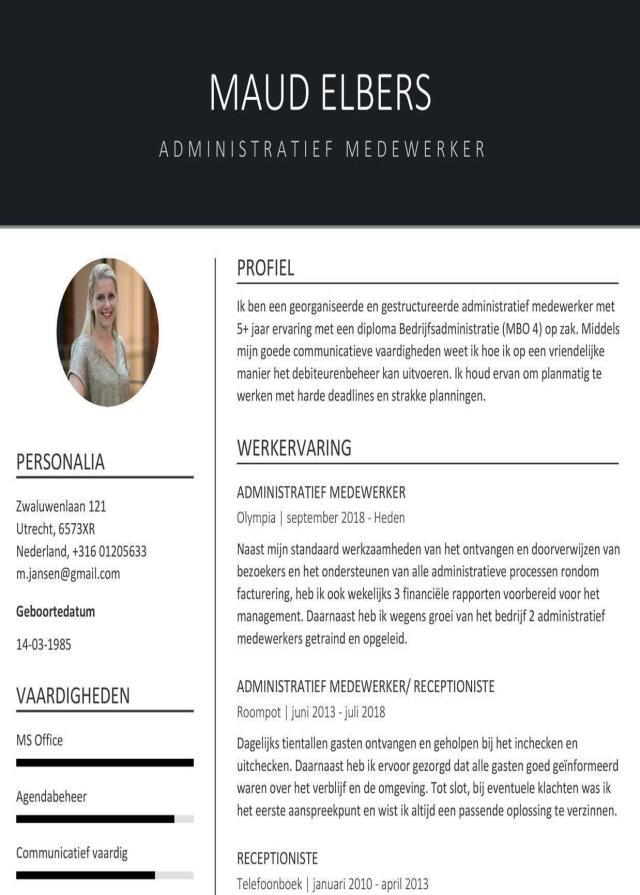 MAUD ELBERS
ADMINISTRATIEF MEDEWERKER
PERSONALIA
Zwaluwenlaan 121
Utrecht, 6573XR
Nederland, +316 01205633
m.jansen@gmail.com
Geboortedatum
14-03-1985
VAARDIGHEDEN
MS Office
Agendabeheer
Communicatief vaardig
PROFIEL
Ik ben een georganiseerde en gestructureerde administratief medewerker met
5+ jaar ervaring met een diploma Bedrijfsadministratie (MBO 4) op zak. Middels
mijn goede communicatieve vaardigheden weet ik hoe ik op een vriendelijke
manier het debiteurenbeheer kan uitvoeren. Ik houd ervan om planmatig te
werken met harde deadlines en strakke planningen.
WERKERVARING
ADMINISTRATIEF MEDEWERKER
Olympia | september 2018 - Heden
Naast mijn standaard werkzaamheden van het ontvangen en doorverwijzen van
bezoekers en het ondersteunen van alle administratieve processen rondom
facturering, heb ik ook wekelijks 3 financiële rapporten voorbereid voor het
management. Daarnaast heb ik wegens groei van het bedrijf 2 administratief
medewerkers getraind en opgeleid.
ADMINISTRATIEF MEDEWERKER/ RECEPTIONISTE
Roompot | juni 2013 - juli 2018
Dagelijks tientallen gasten ontvangen en geholpen bij het inchecken en
uitchecken. Daarnaast heb ik ervoor gezorgd dat alle gasten goed geïnformeerd
waren over het verblijf en de omgeving. Tot slot, bij eventuele klachten was ik
het eerste aanspreekpunt en wist ik altijd een passende oplossing te verzinnen.
RECEPTIONISTE
Telefoonboek | januari 2010 - april 2013